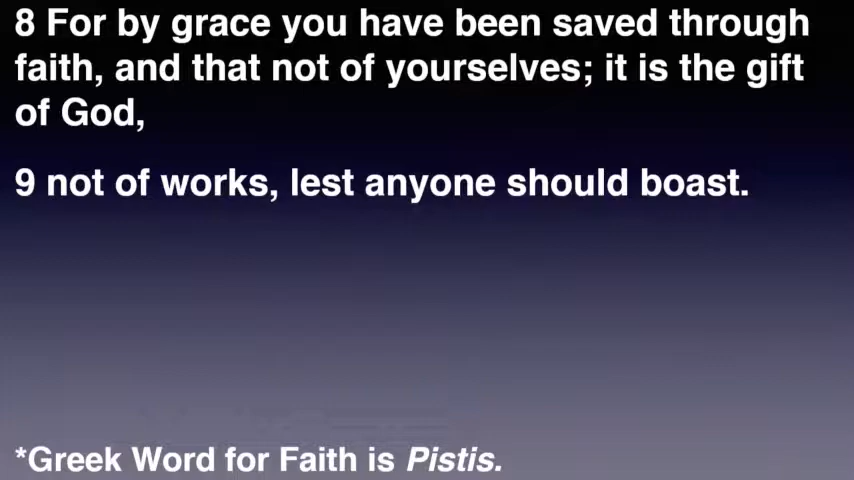 8 For by grace you have been saved through
faith, and that not of yourselves; it is the gift
of God,
9 not of works, lest anyone should boast.
*Greek Word for Faith is Pistis.